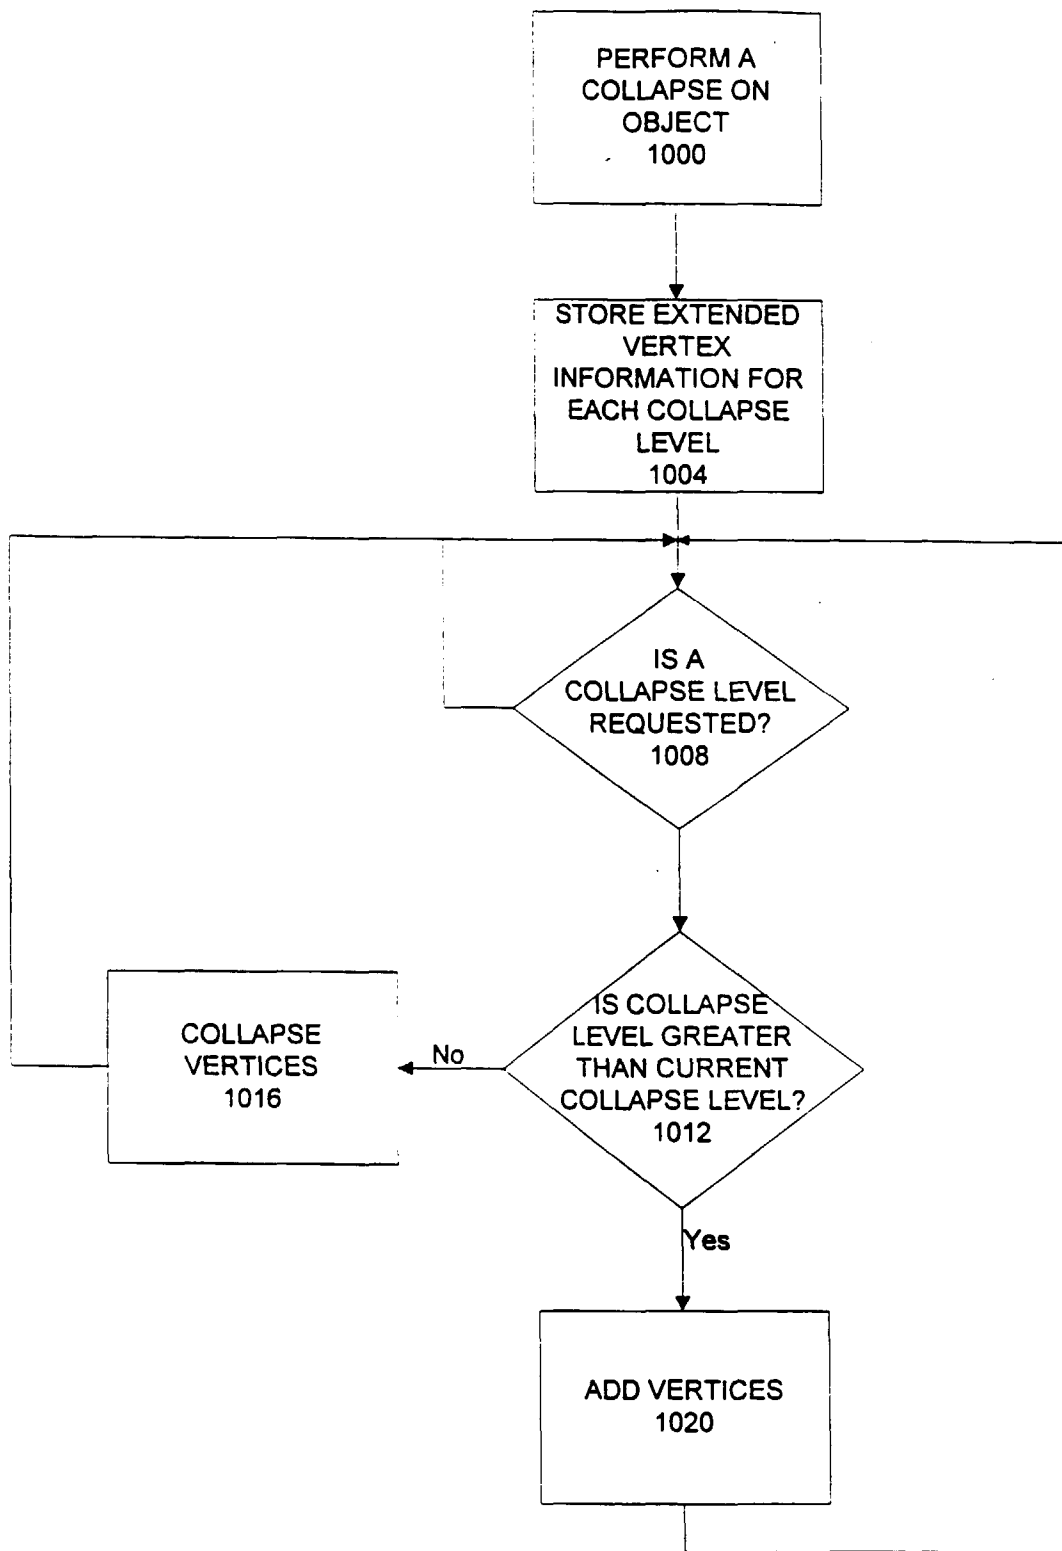 PERFORM A
COLLAPSE ON
OBJECT
1000
STORE EXTENDED
VERTEX
INFORMATION FOR
EACH COLLAPSE
LEVEL
1004
IS A
COLLAPSE LEVEL
REQUESTED?
1008
IS COLLAPSE
LEVEL GREATER
THAN CURRENT
COLLAPSE LEVEL?
1012
No
COLLAPSE
VERTICES
1016
Yes
ADD VERTICES
1020